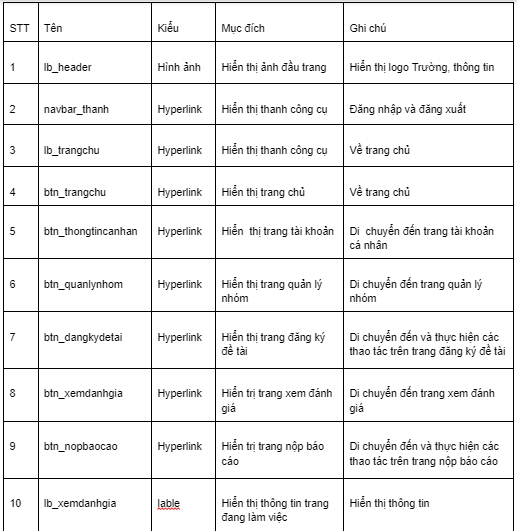 STT Tên Kiểu Mục đích Ghi chú
1 lb_header Hình ảnh Hiển thị ảnh đầu trang Hiển thị logo Trường, thông tin
2 navbar_thanh Hyperlink Hiển thị thanh công cụ Đăng nhập và đăng xuất
3 lb_trangchu Hyperlink Hiển thị thanh công cụ Về trang chủ
4 btn_trangchu Hyperlink Hiển thị trang chủ Về trang chủ
5 btn_thongtincanhan Hyperlink Hiển thị trang tài khoản Di chuyển đến trang tài khoản
cá nhân
6 btn_quanlynhom Hyperlink Hiển thị trang quản lý Di chuyển đến trang quản lý
nhóm nhóm
7 btn_dangkydetai Hyperlink Hiển thị trang đăng ký Di chuyển đến và thực hiện các
đề tài thao tác trên trang đăng ký đề tài
8 btn_xemdanhgia Hyperlink Hiển trị trang xem đánh Di chuyển đến trang xem đánh
giá giá
9 btn_nopbaocao Hyperlink Hiển trị trang nộp báo Di chuyển đến và thực hiện các
cáo thao tác trên trang nộp báo cáo
10 lb_xemdanhgia lable Hiển thị thông tin trang Hiển thị thông tin
đang làm việc